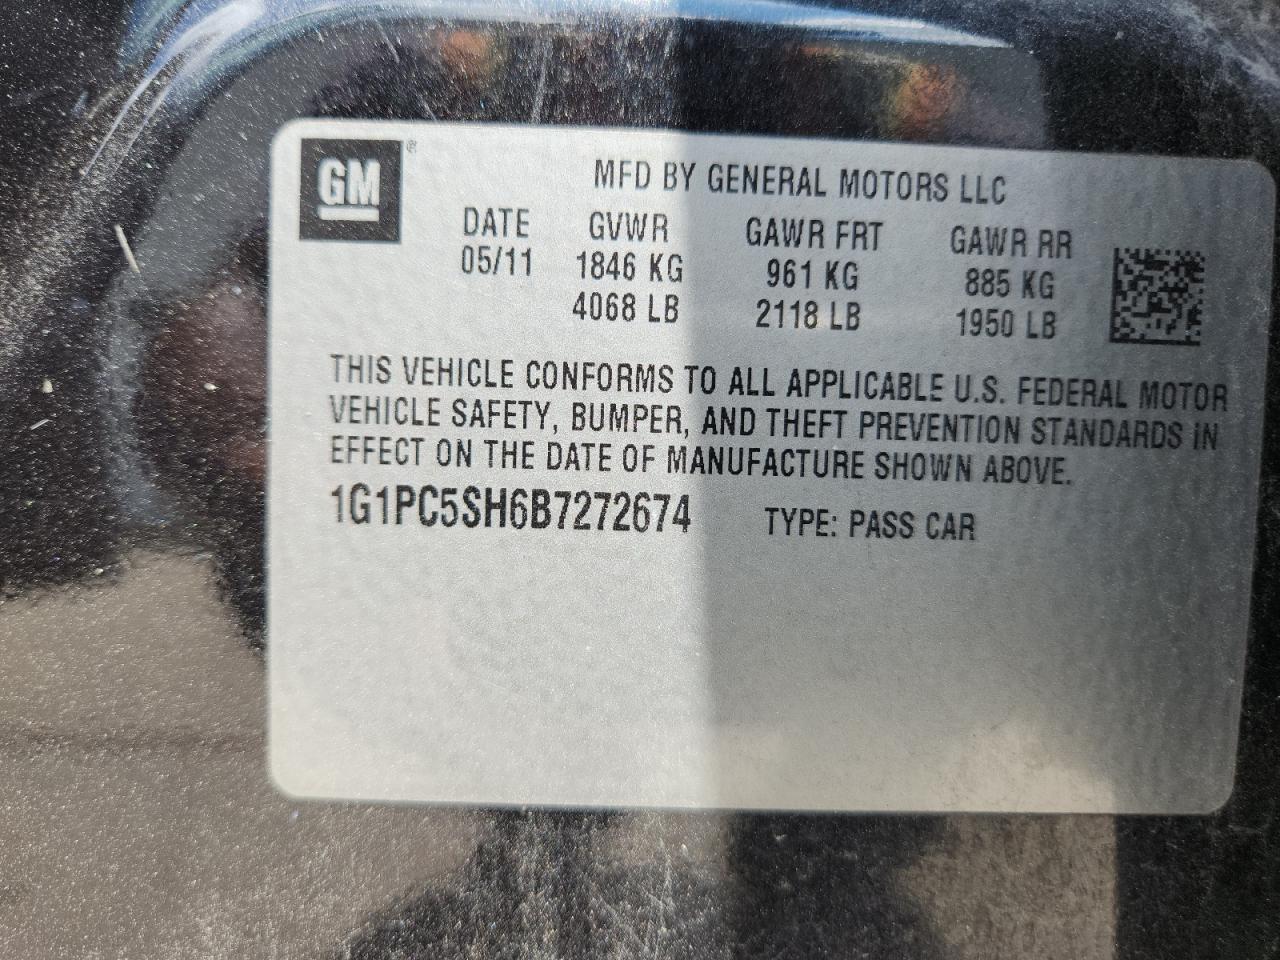 GM®
MFD BY GENERAL MOTORS LLC
DATE GVWR GAWR FRT GAWR RR
05/11 1846 KG 961 KG 885 KG
4068 LB 2118 LB 1950 LB
THIS VEHICLE CONFORMS TO ALL APPLICABLE U.S. FEDERAL MOTOR
VEHICLE SAFETY, BUMPER, AND THEFT PREVENTION STANDARDS IN
EFFECT ON THE DATE OF MANUFACTURE SHOWN ABOVE.
1G1PC5SH6B7272674 TYPE: PASS CAR